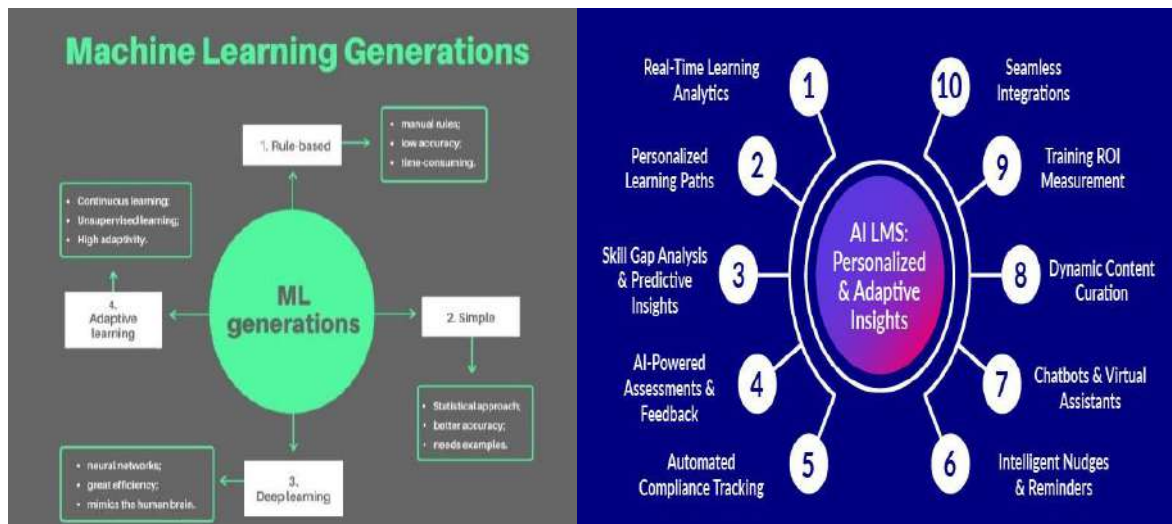 Machine Learning Generations
1. Rule-based
• manual rules;
• low accuracy;
• time-consuming.
• Continuous learning;
• Unsupervised learning;
• High adaptivity.
4.
Adaptive
learning
ML
generations
2. Simple
• Statistical approach;
• better accuracy;
• needs examples.
• neural networks;
• great efficiency;
• mimics the human brain.
3.
Deep learning
Real-Time Learning
Analytics
1
Personalized
Learning Paths
2
Skill Gap Analysis
& Predictive
Insights
3
AI-Powered
Assessments &
Feedback
4
Automated
Compliance Tracking
5
AI LMS:
Personalized
& Adaptive
Insights
10
Seamless
Integrations
9
Training ROI
Measurement
8
Dynamic Content
Curation
7
Chatbots & Virtual
Assistants
6
Intelligent Nudges
& Reminders